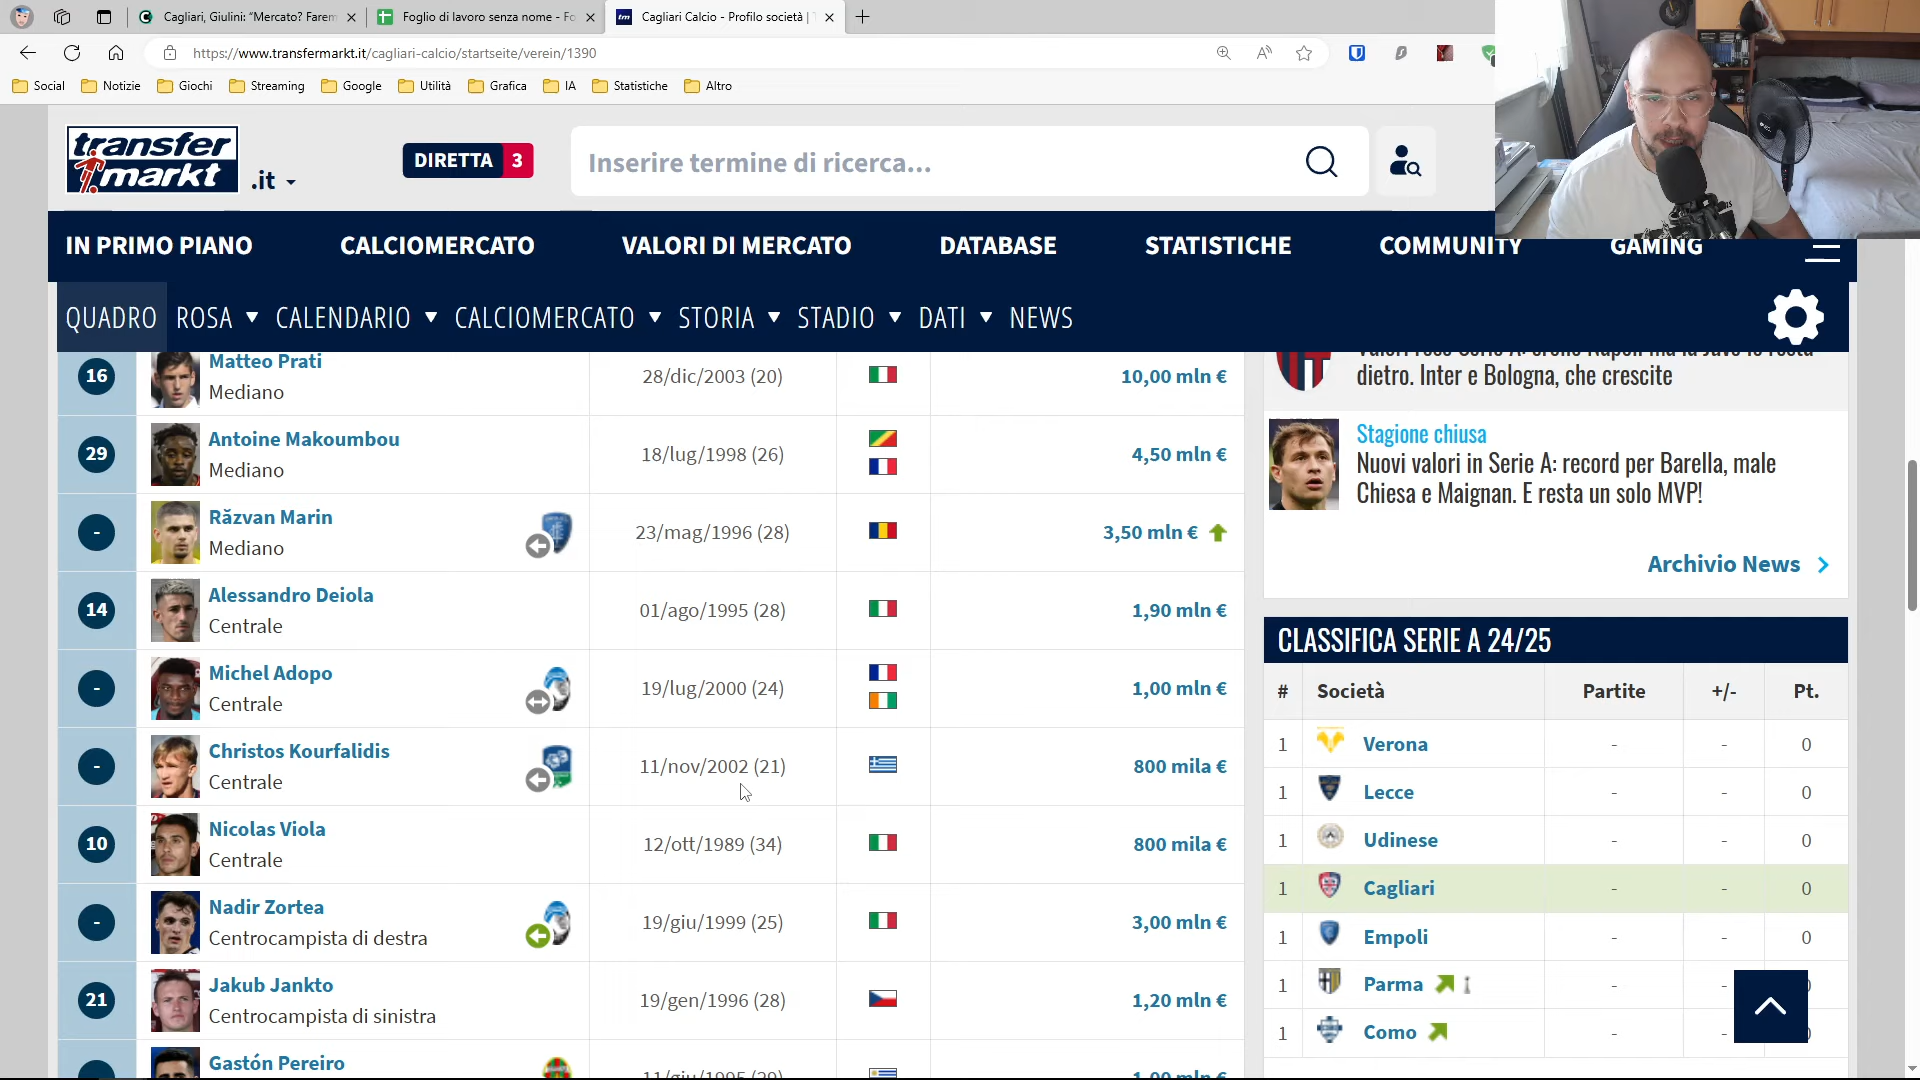 Cagliari, Giulini: "Mercato? Farem
Foglio di lavoro senza nome - Fo
Cagliari Calcio - Profilo società |
https://www.transfermarkt.it/cagliari-calcio/startseite/verein/1390
Social
Notizie
Giochi
Streaming
Google
Utilità
Grafica
IA
Statistiche
Altro
transfer
markt
.it
DIRETTA 3
Inserire termine di ricerca...
IN PRIMO PIANO
CALCIOMERCATO
VALORI DI MERCATO
DATABASE
STATISTICHE
COMMUNITY
GAMING
QUADRO
ROSA
CALENDARIO
CALCIOMERCATO
STORIA
STADIO
DATI
NEWS
16
Matteo Prati
Mediano
28/dic/2003 (20)
10,00 mln €
29
Antoine Makoumbou
Mediano
18/lug/1998 (26)
4,50 mln €
-
Răzvan Marin
Mediano
23/mag/1996 (28)
3,50 mln €
14
Alessandro Deiola
Centrale
01/ago/1995 (28)
1,90 mln €
-
Michel Adopo
Centrale
19/lug/2000 (24)
1,00 mln €
-
Christos Kourfalidis
Centrale
11/nov/2002 (21)
800 mila €
10
Nicolas Viola
Centrale
12/ott/1989 (34)
800 mila €
-
Nadir Zortea
Centrocampista di destra
19/giu/1999 (25)
3,00 mln €
21
Jakub Jankto
Centrocampista di sinistra
19/gen/1996 (28)
1,20 mln €
Gastón Pereiro
11/giu/1995 (29)
1,00 mln €
dietro. Inter e Bologna, che crescite
Stagione chiusa
Nuovi valori in Serie A: record per Barella, male
Chiesa e Maignan. E resta un solo MVP!
Archivio News
CLASSIFICA SERIE A 24/25
# Società Partite +/- Pt.
1 Verona - - 0
1 Lecce - - 0
1 Udinese - - 0
1 Cagliari - - 0
1 Empoli - - 0
1 Parma - -
1 Como - -